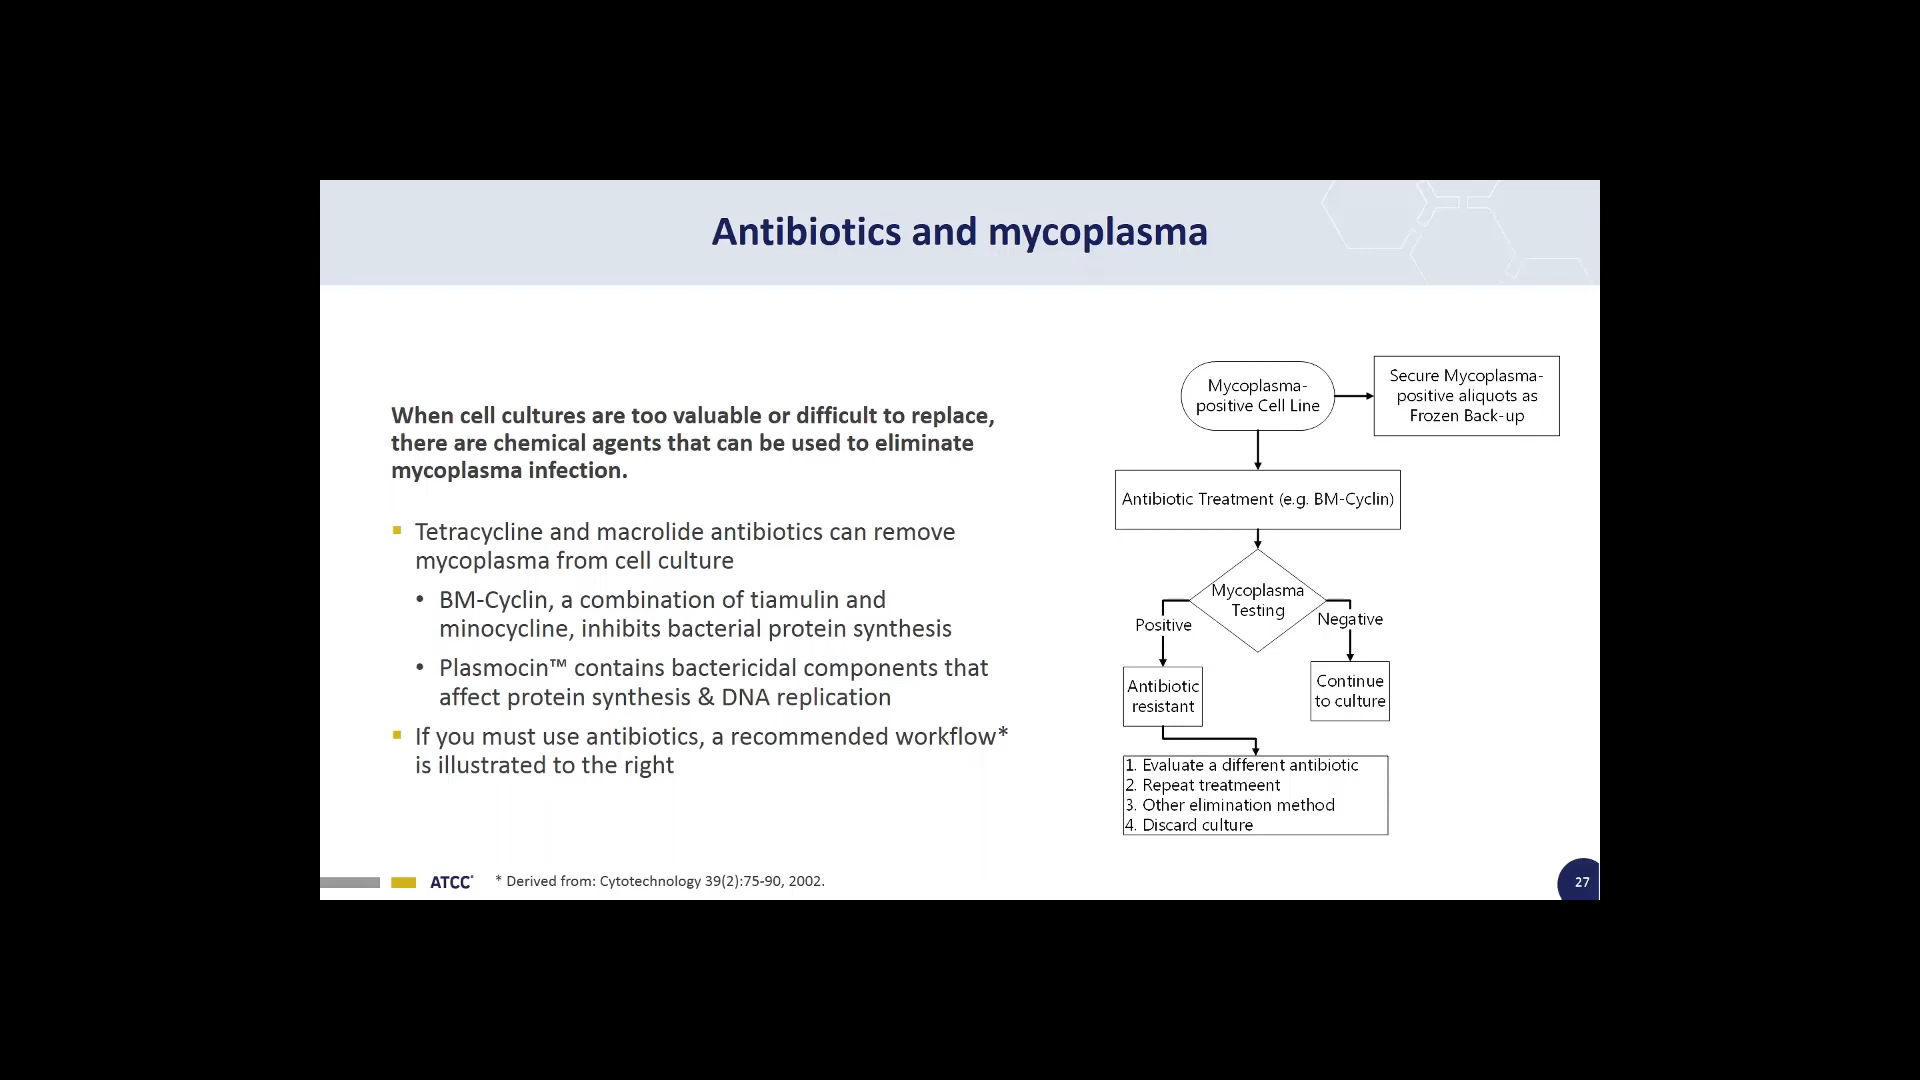 Antibiotics and mycoplasma
When cell cultures are too valuable or difficult to replace,
there are chemical agents that can be used to eliminate
mycoplasma infection.
▪ Tetracycline and macrolide antibiotics can remove
mycoplasma from cell culture
• BM-Cyclin, a combination of tiamulin and
minocycline, inhibits bacterial protein synthesis
• Plasmocin™ contains bactericidal components that
affect protein synthesis & DNA replication
▪ If you must use antibiotics, a recommended workflow*
is illustrated to the right
Mycoplasma-
positive Cell Line
Secure Mycoplasma-
positive aliquots as
Frozen Back-up
Antibiotic Treatment (e.g. BM-Cyclin)
Mycoplasma
Testing
Positive
Negative
Antibiotic
resistant
Continue
to culture
1. Evaluate a different antibiotic
2. Repeat treatmeent
3. Other elimination method
4. Discard culture
ATCC®
* Derived from: Cytotechnology 39(2):75-90, 2002.
27